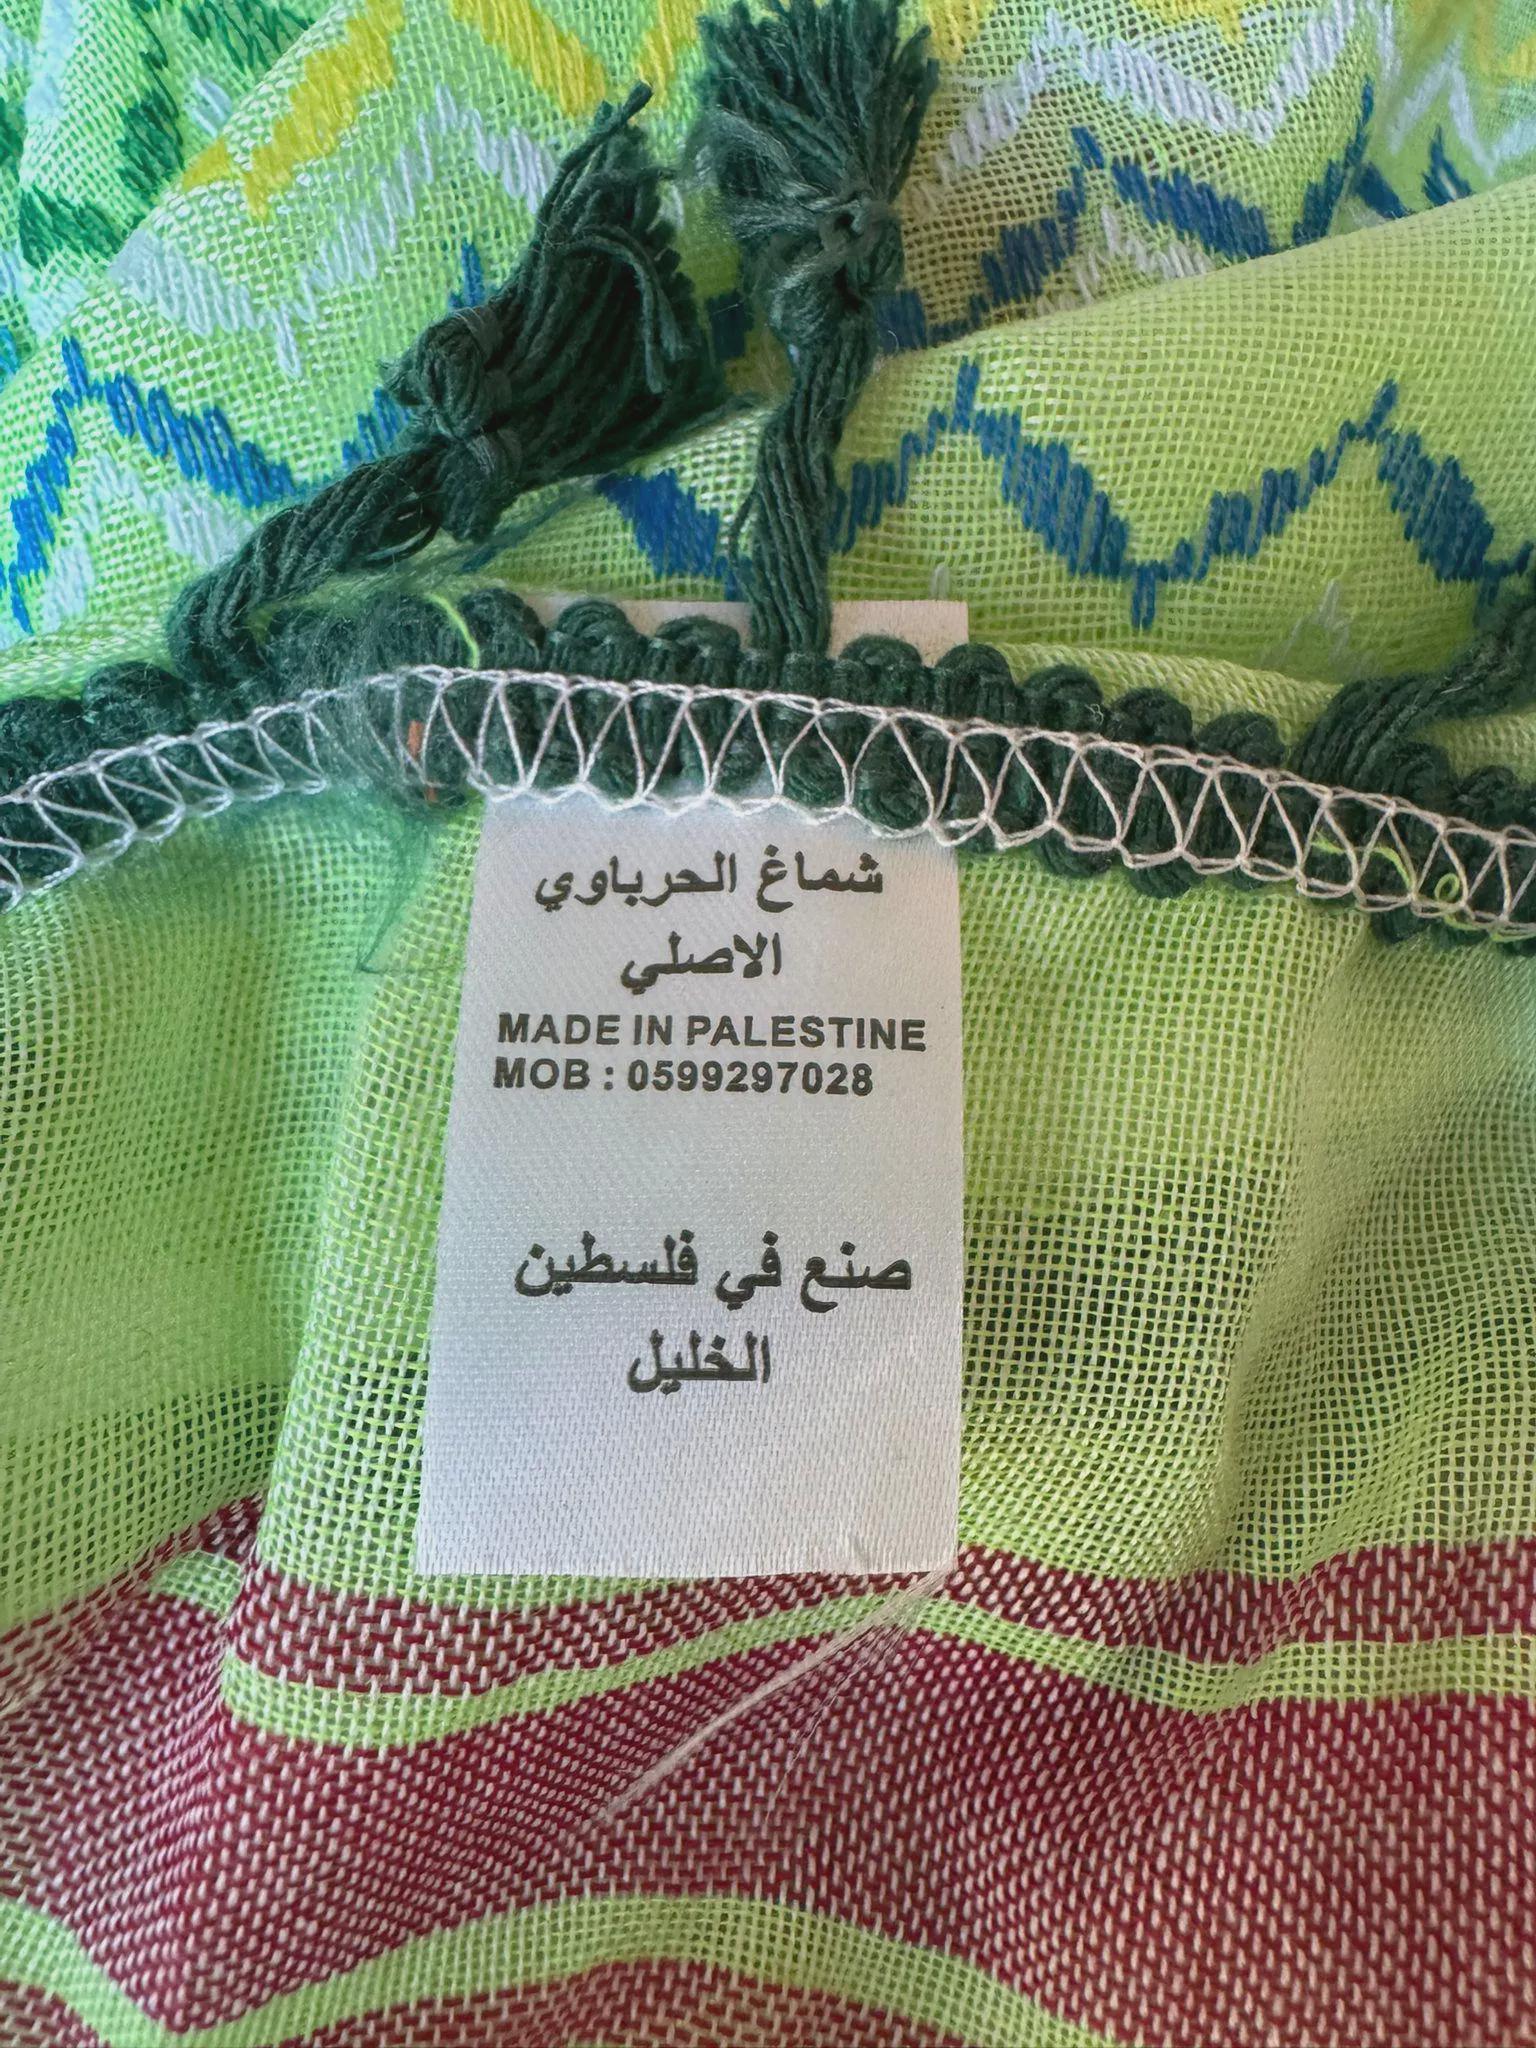 شماغ الحرباوي
الاصلي
MADE IN PALESTINE
MOB : 0599297028
صنع في فلسطين
الخليل